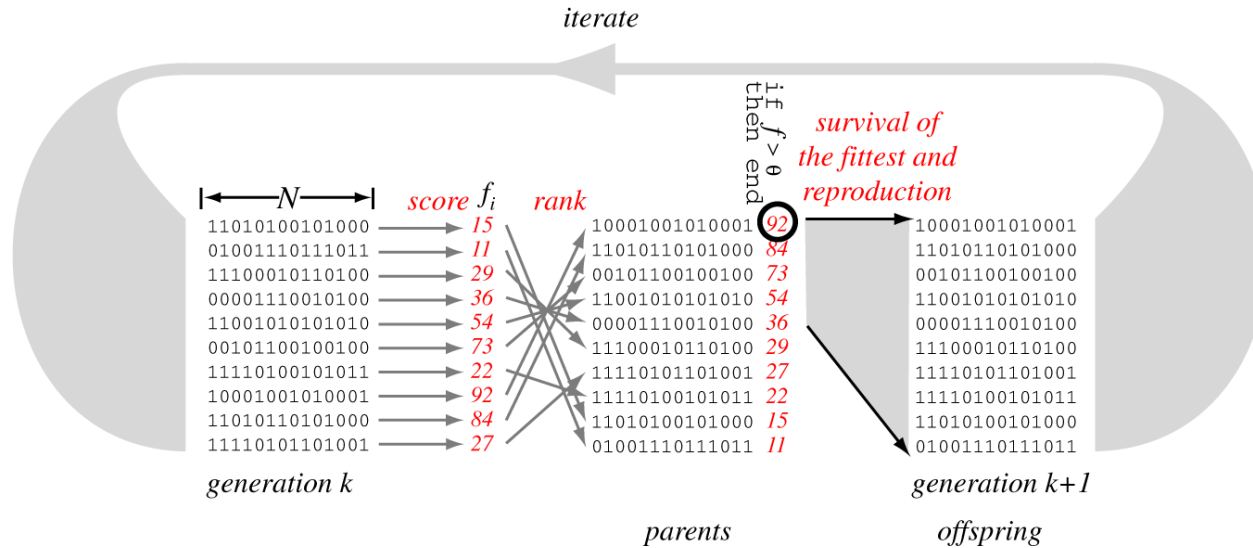 iterate
if f > θ
then end
survival of
the fittest and
reproduction
N
score f_i rank
11010100101000 15 10001001010001 92 10001001010001
01001110111011 11 11010110101000 84 11010110101000
11100010110100 29 00101100100100 73 00101100100100
00001110010100 36 11001010101010 54 11001010101010
11001010101010 54 00001110010100 36 00001110010100
00101100100100 73 11100010110100 29 11100010110100
11110100101011 22 11110101101001 27 11110101101001
10001001010001 92 11110100101011 22 11110100101011
11010110101000 84 11010100101000 15 11010100101000
11110101101001 27 01001110111011 11 01001110111011
generation k generation k+1
parents offspring